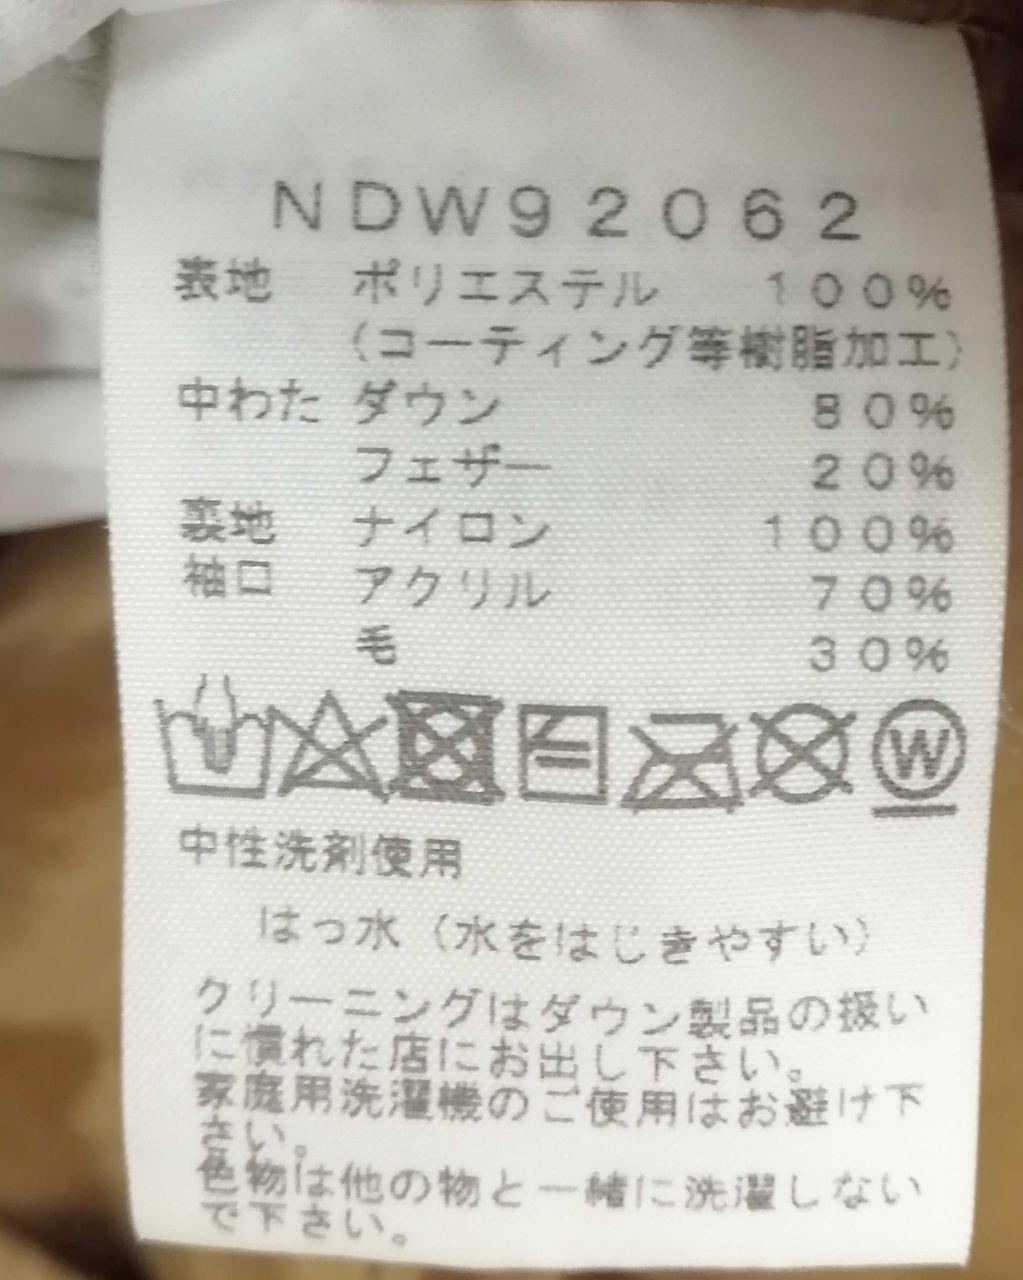 NDW92062
表地 ポリエステル 100%
(コーティング等樹脂加工)
中わた ダウン 80%
フェザー 20%
裏地 ナイロン 100%
袖口 アクリル 70%
毛 30%
W
中性洗剤使用
はっ水(水をはじきやすい)
クリーニングはダウン製品の扱い
に慣れた店にお出し下さい。
家庭用洗濯機のご使用はお避け下
さい。
色物は他の物と一緒に洗濯しない
で下さい。